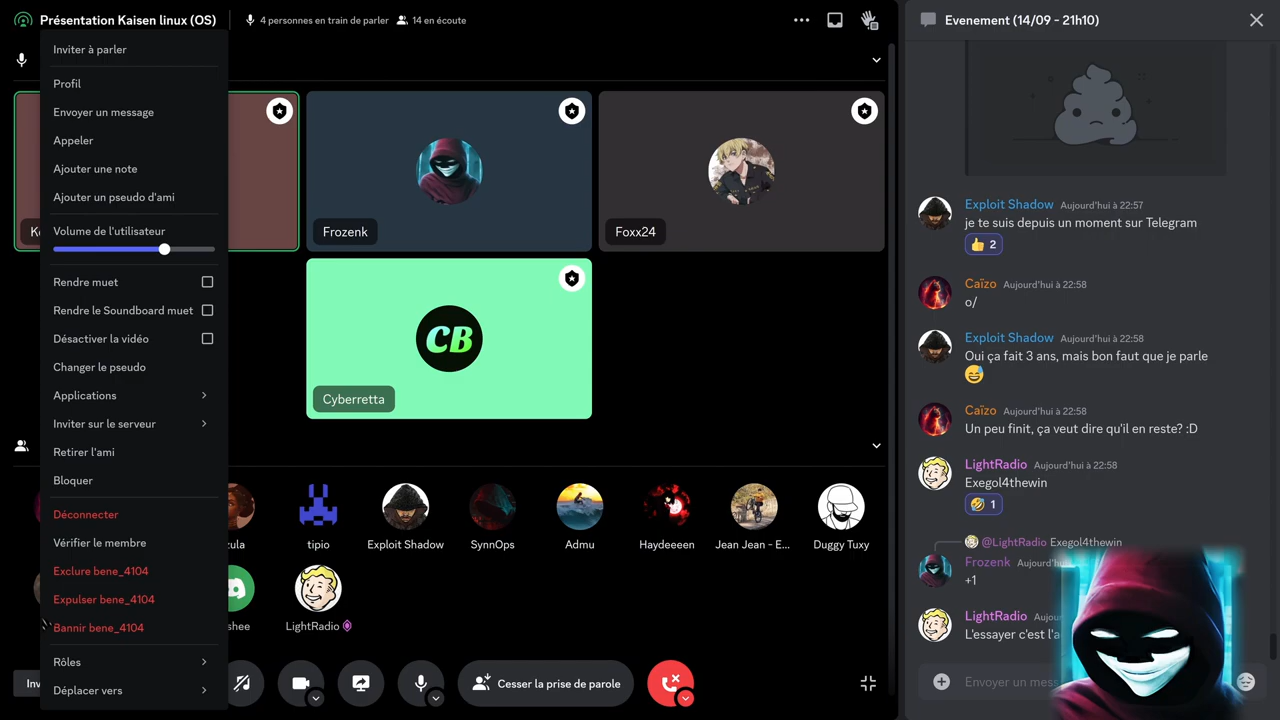 Présentation Kaisen linux (OS)
4 personnes en train de parler
14 en écoute
Inviter à parler
Profil
Envoyer un message
Appeler
Ajouter une note
Ajouter un pseudo d'ami
Volume de l'utilisateur
Rendre muet
Rendre le Soundboard muet
Désactiver la vidéo
Changer le pseudo
Applications
Inviter sur le serveur
Retirer l'ami
Bloquer
Déconnecter
Vérifier le membre
Exclure bene_4104
Expulser bene_4104
Bannir bene_4104
Rôles
Déplacer vers
Frozenk
Foxx24
CB
Cyberretta
tipio
Exploit Shadow
SynnOps
Admu
Haydeeeen
Jean Jean - E...
Duggy Tuxy
LightRadio
Cesser la prise de parole
Evenement (14/09 - 21h10)
Exploit Shadow Aujourd'hui à 22:57
je te suis depuis un moment sur Telegram
👍 2
Caïzo Aujourd'hui à 22:58
o/
Exploit Shadow Aujourd'hui à 22:58
Oui ça fait 3 ans, mais bon faut que je parle
😅
Caïzo Aujourd'hui à 22:58
Un peu finit, ça veut dire qu'il en reste? :D
LightRadio Aujourd'hui à 22:58
Exegol4thewin
🤣 1
@LightRadio Exegol4thewin
Frozenk
+1
LightRadio
L'essayer c'est
Envoyer un